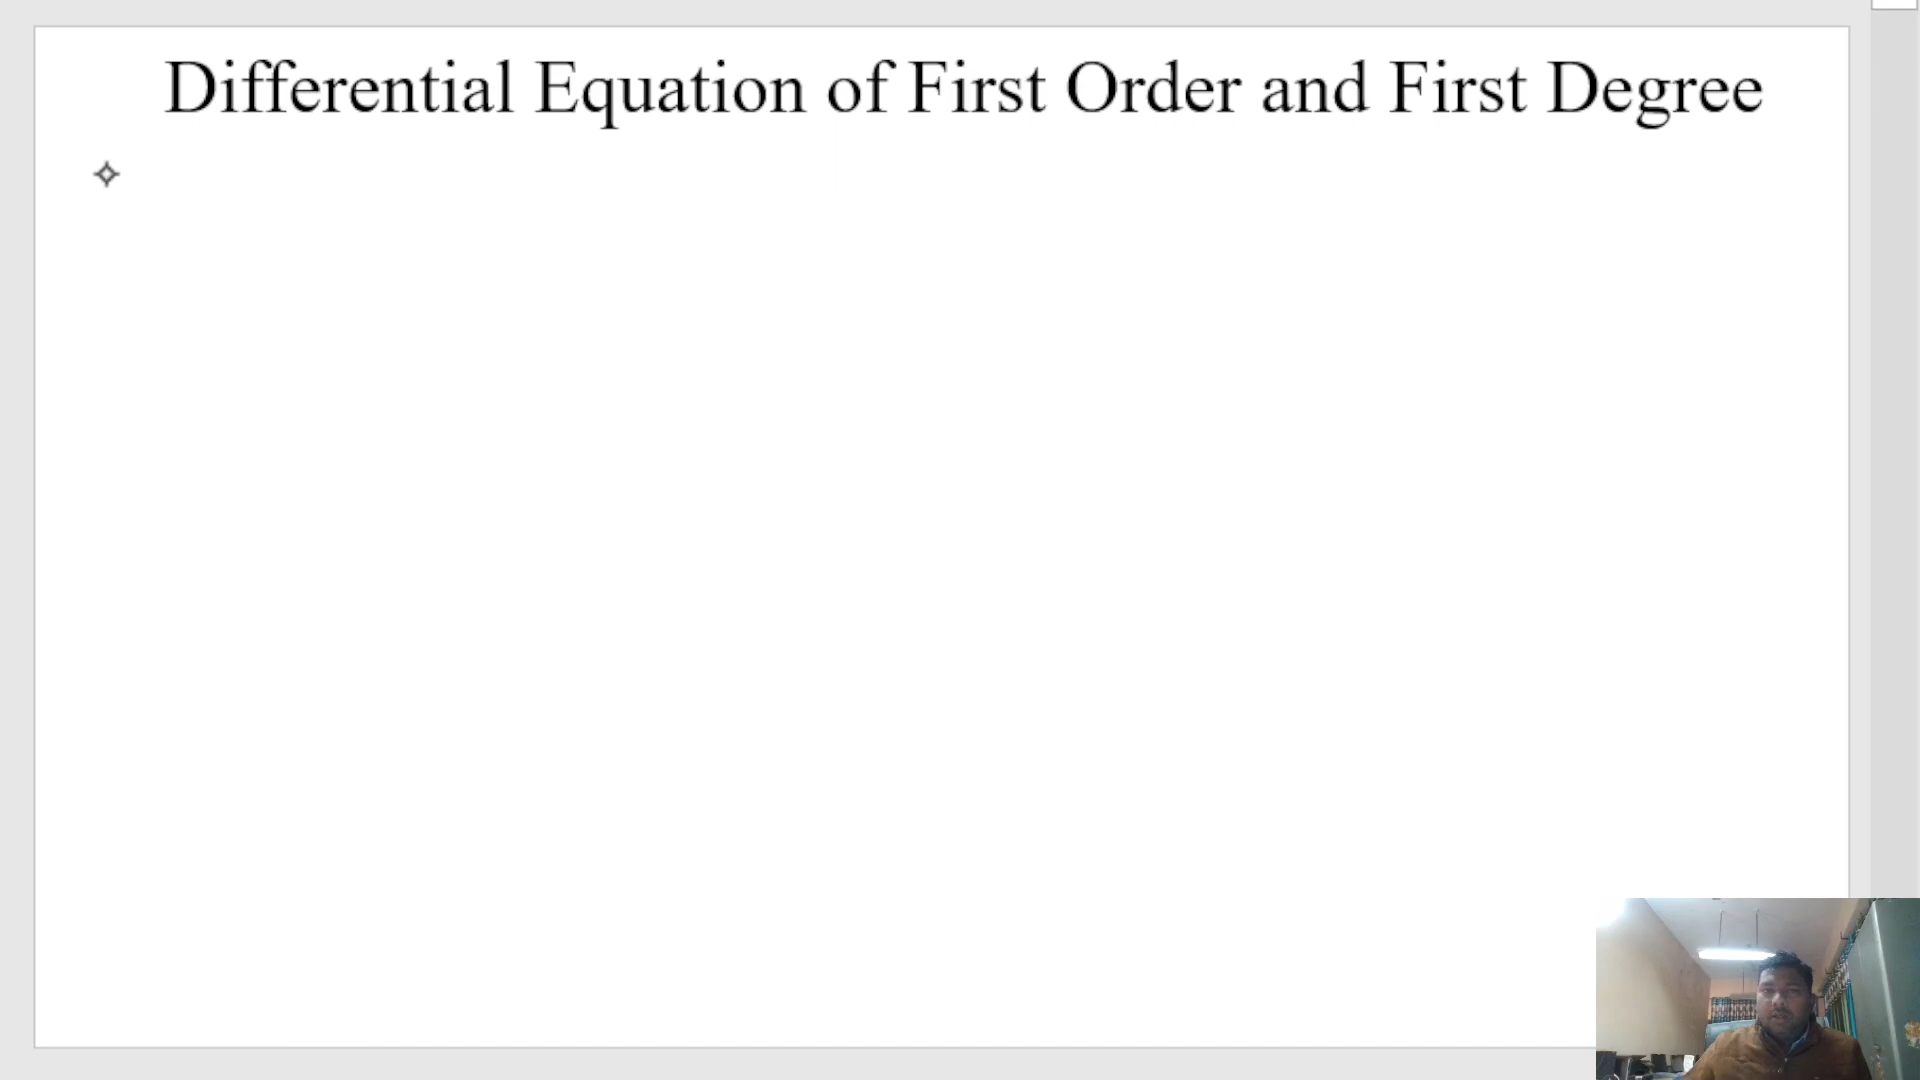 Differential Equation of First Order and First Degree